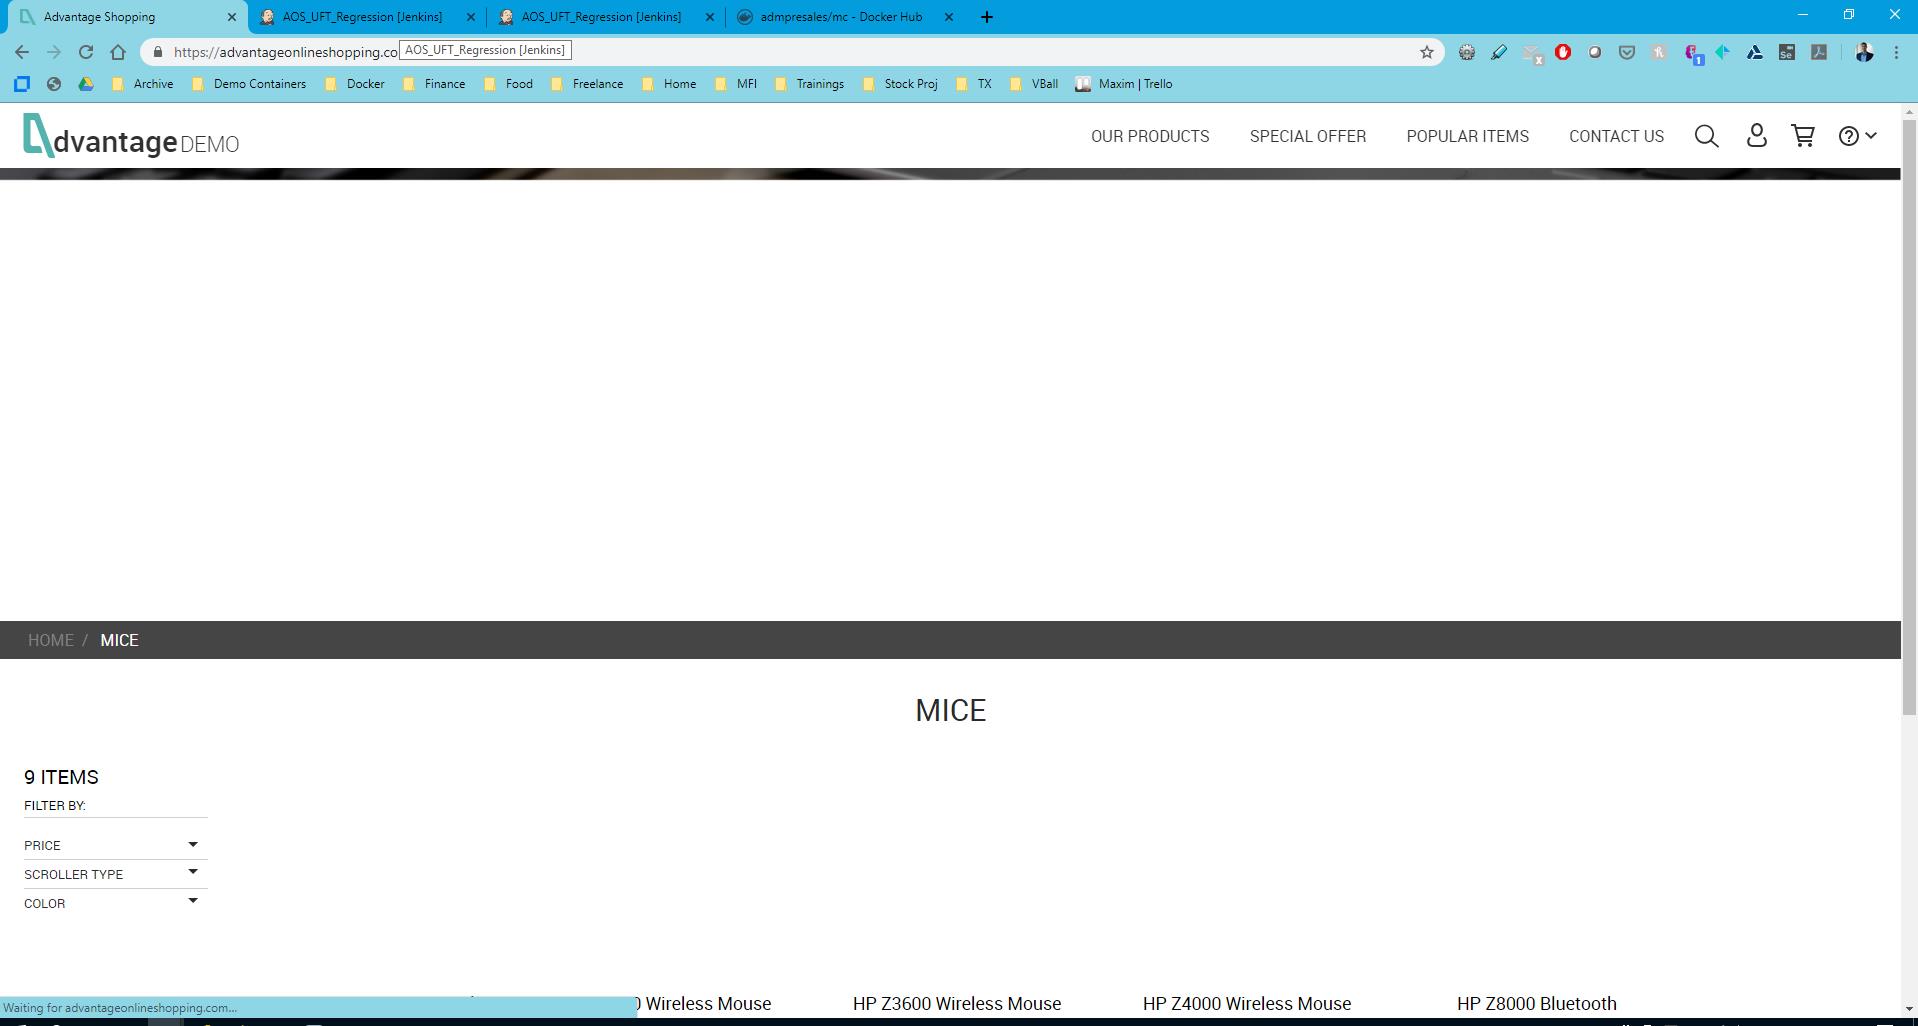 Advantage Shopping
AOS_UFT_Regression [Jenkins]
AOS_UFT_Regression [Jenkins]
admpresales/mc - Docker Hub
https://advantageonlineshopping.co
AOS_UFT_Regression [Jenkins]
x
1
Se
Archive
Demo Containers
Docker
Finance
Food
Freelance
Home
MFI
Trainings
Stock Proj
TX
VBall
Maxim | Trello
dvantage DEMO
OUR PRODUCTS
SPECIAL OFFER
POPULAR ITEMS
CONTACT US
HOME / MICE
MICE
9 ITEMS
FILTER BY:
PRICE
SCROLLER TYPE
COLOR
Wireless Mouse
HP Z3600 Wireless Mouse
HP Z4000 Wireless Mouse
HP Z8000 Bluetooth
Waiting for advantageonlineshopping.com...